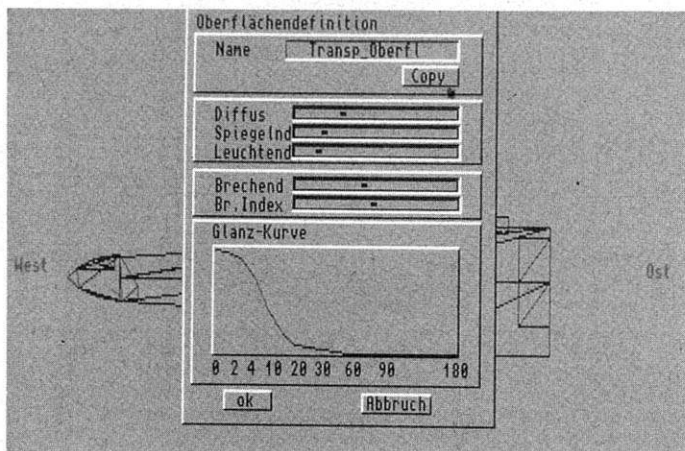 Oberflächendefinition
Name Transp_Oberfl
Copy
Diffus
Spiegelnd
Leuchtend
Brechend
Br.Index
Glanz-Kurve
West
Ost
0 2 4 10 20 30 60 90 180
ok Abbruch